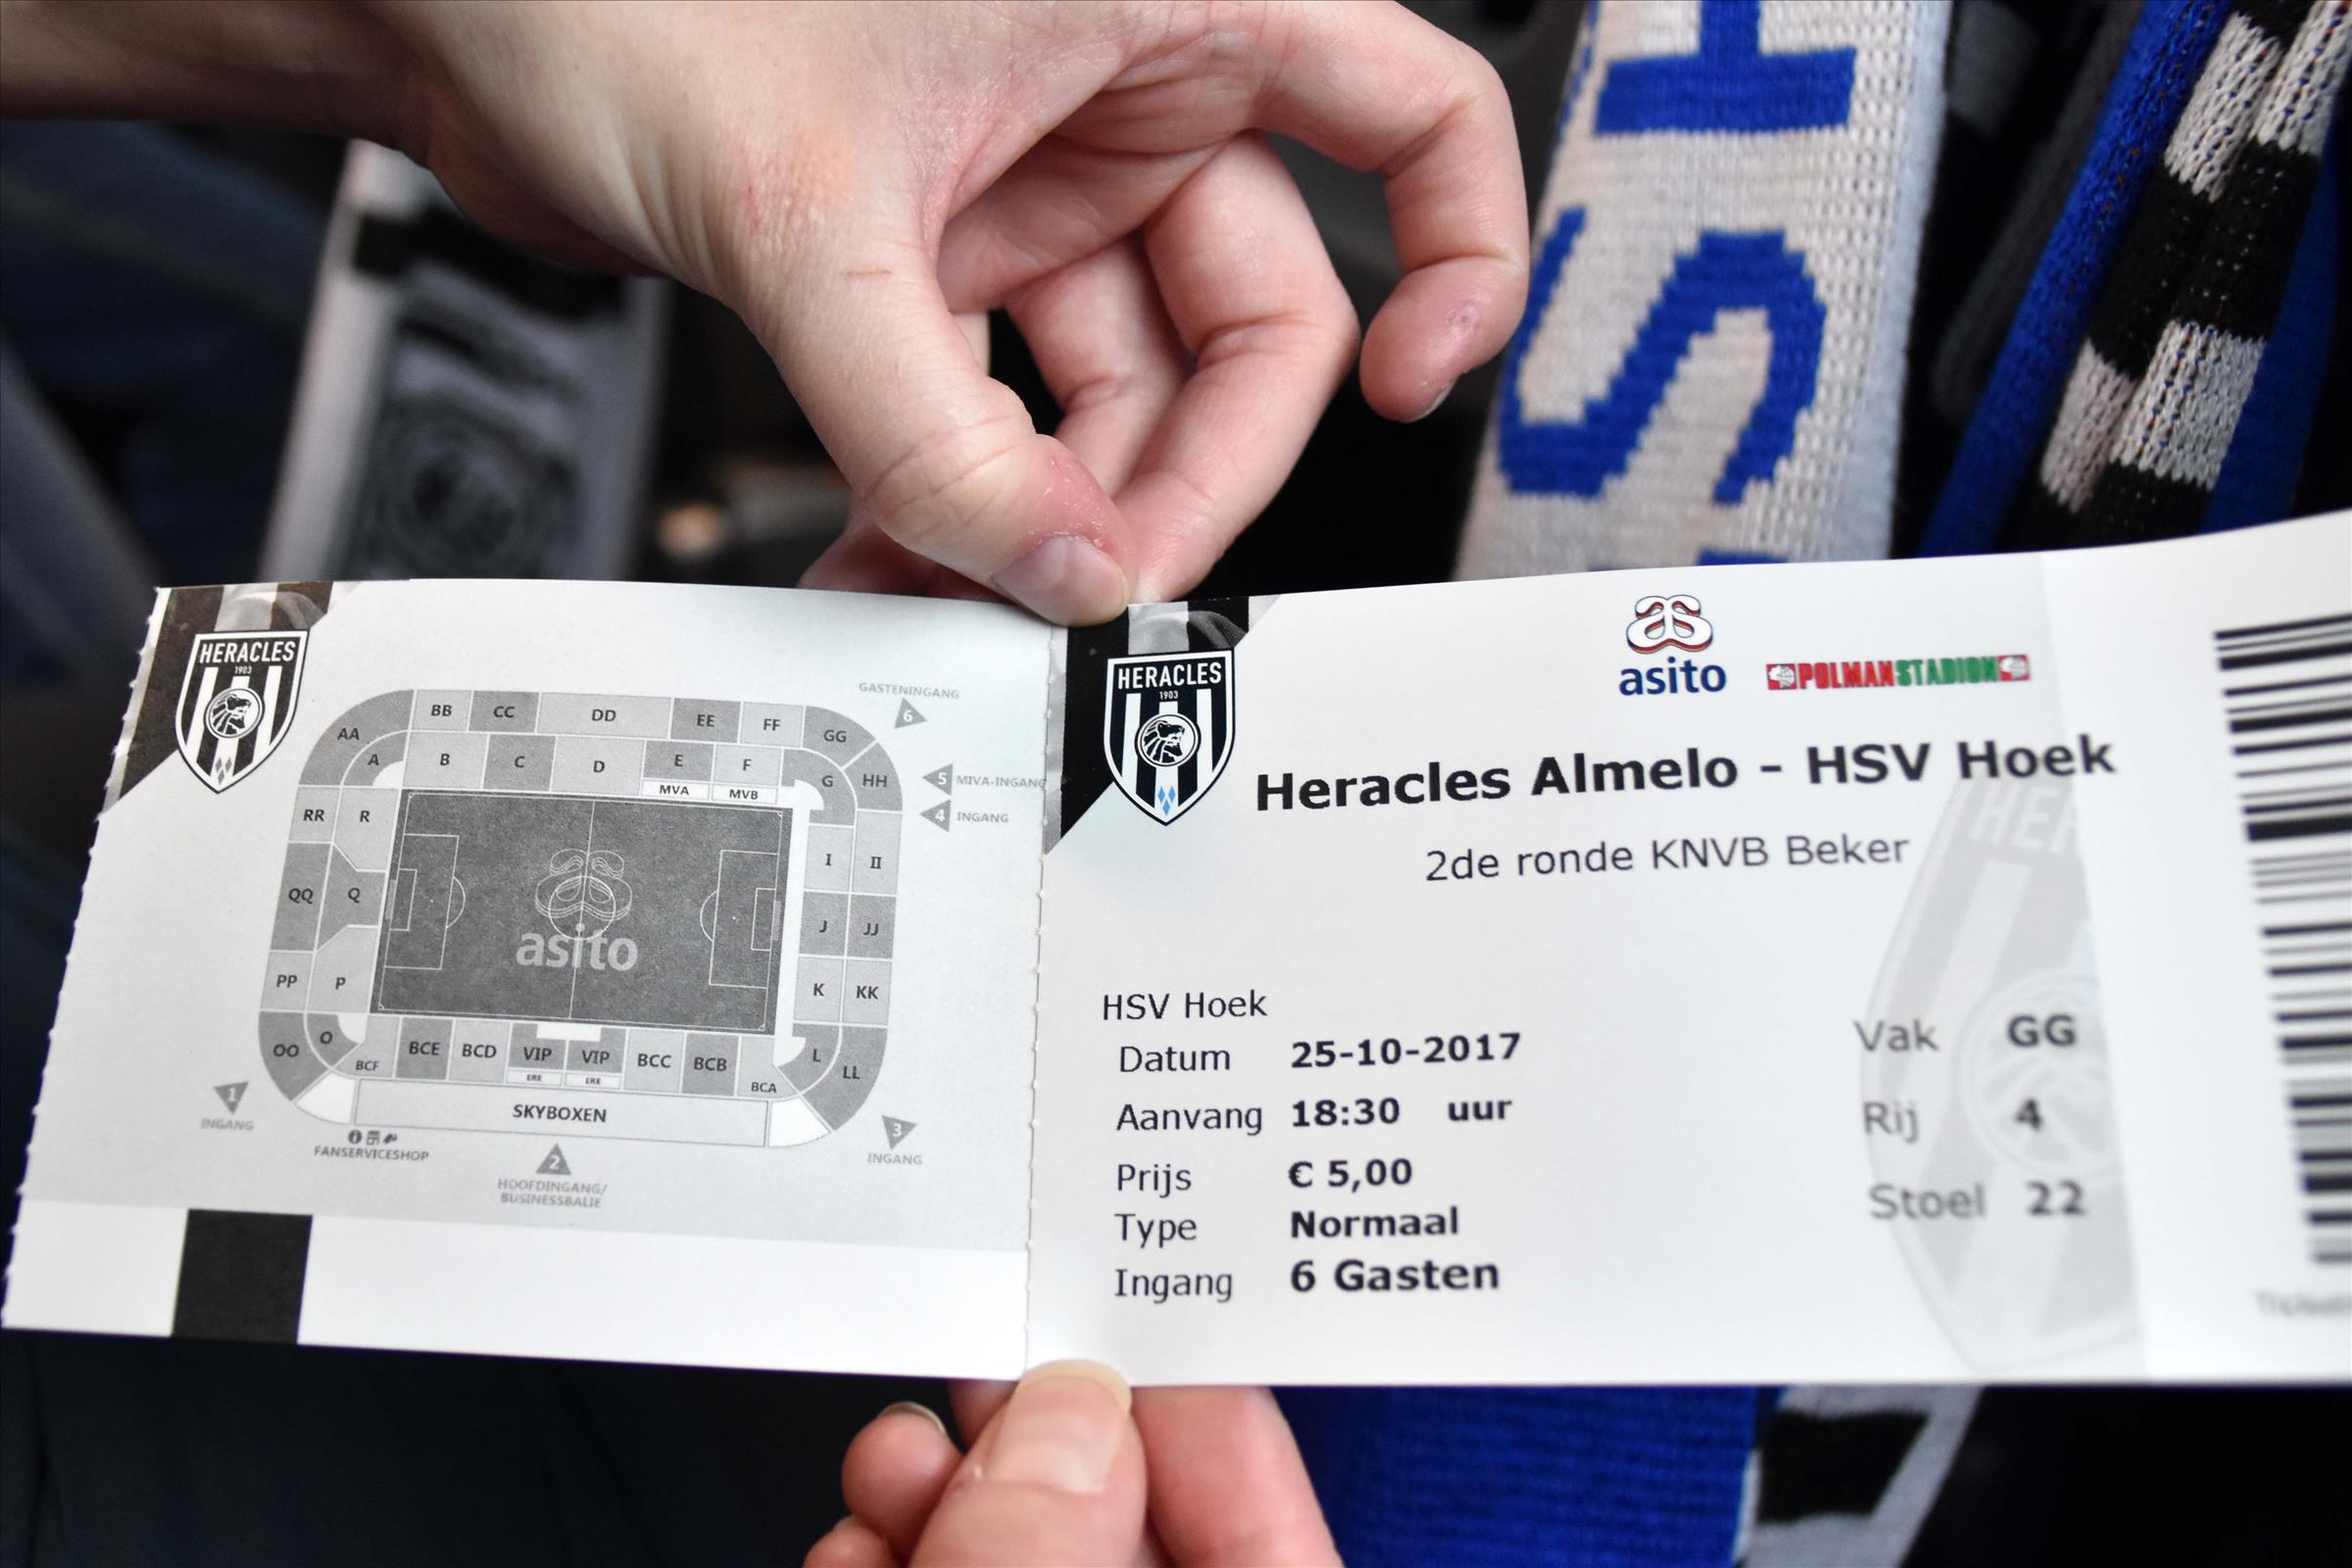 HERACLES
1903
GASTENINGANG
6
AA BB CC DD EE FF GG
A B C D E F G HH
MVA MVB
5 MIVA-INGANG
4 INGANG
RR R I II
QQ Q J JJ
asito
PP P K KK
OO O BCF BCE BCD VIP VIP BCC BCB BCA L LL
ERE ERE
SKYBOXEN
1
INGANG
3
INGANG
FANSERVICESHOP
2
HOOFDINGANG/
BUSINESSBALIE
HERACLES
1903
asito
POLMANSTADION
Heracles Almelo - HSV Hoek
2de ronde KNVB Beker
HSV Hoek
Datum 25-10-2017
Aanvang 18:30 uur
Prijs € 5,00
Type Normaal
Ingang 6 Gasten
Vak GG
Rij 4
Stoel 22